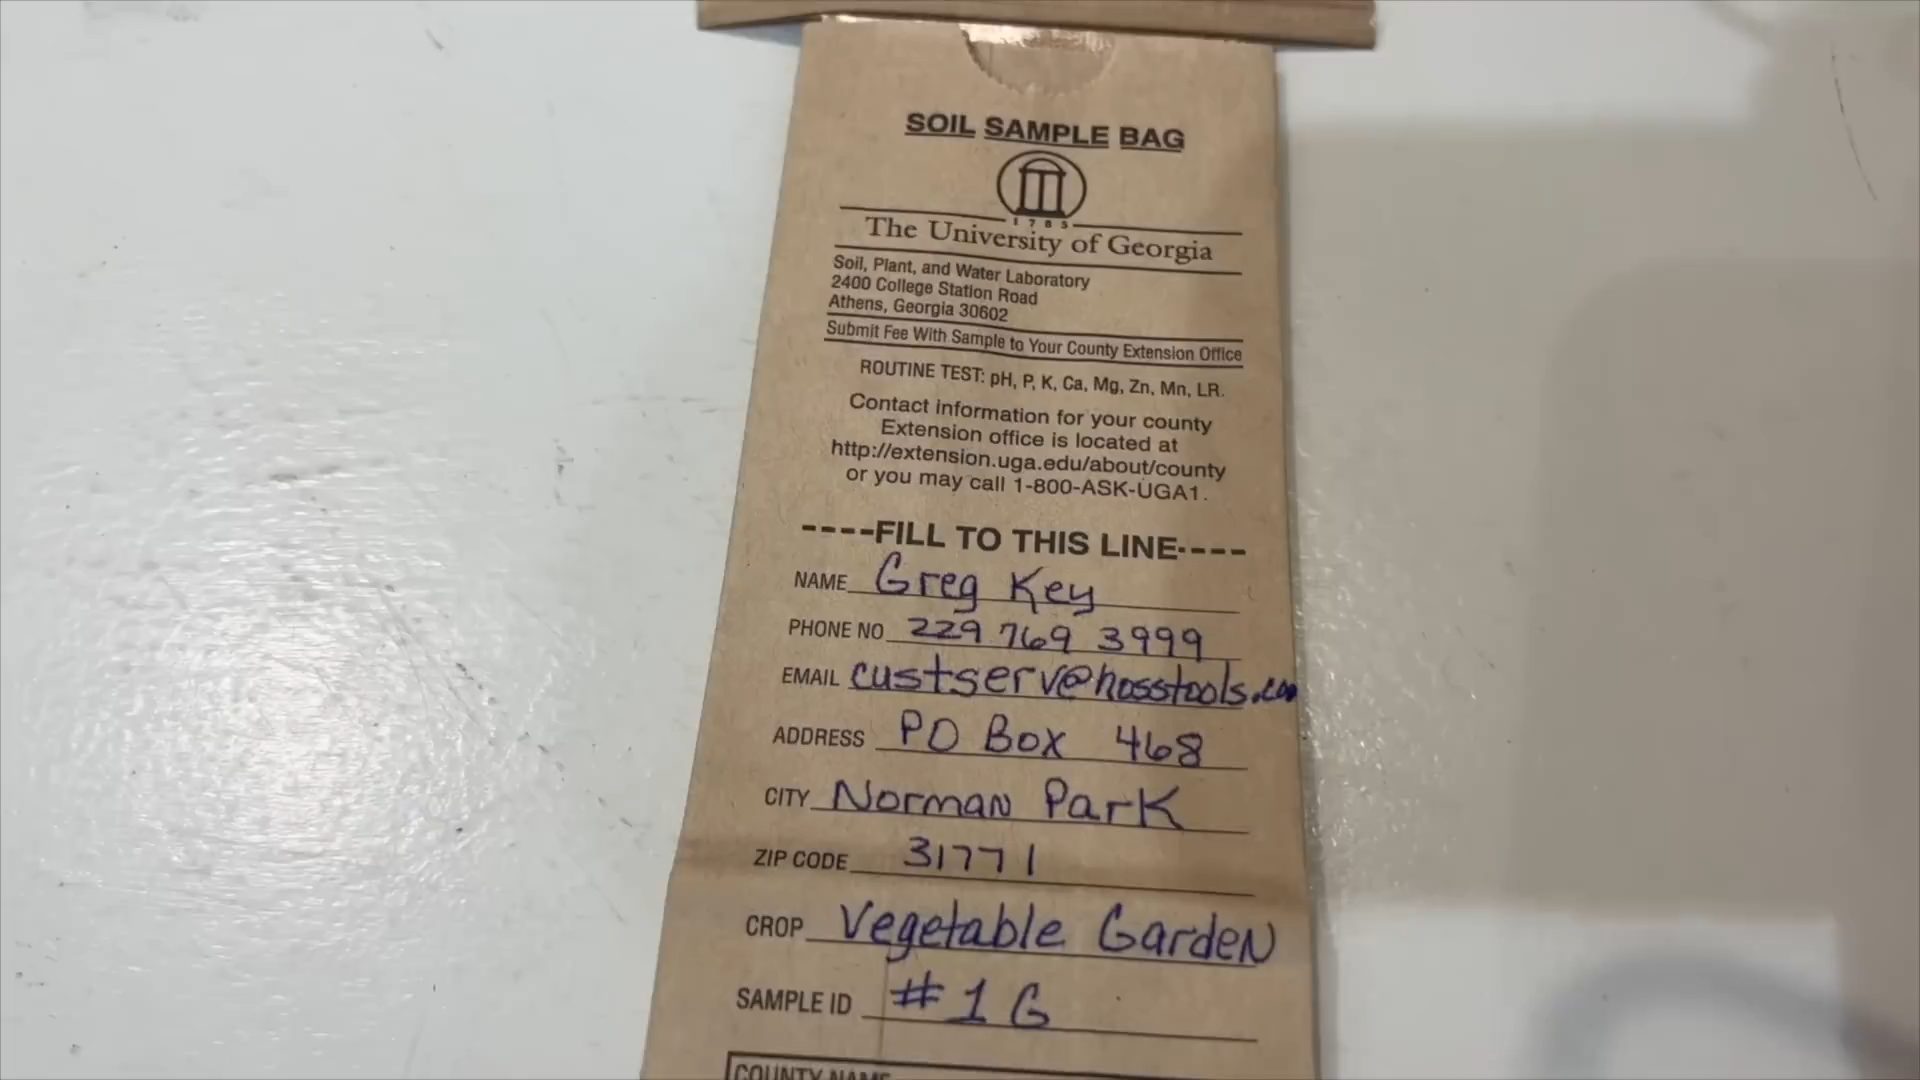 SOIL SAMPLE BAG
1785
The University of Georgia
Soil, Plant, and Water Laboratory
2400 College Station Road
Athens, Georgia 30602
Submit Fee With Sample to Your County Extension Office
ROUTINE TEST: pH, P, K, Ca, Mg, Zn, Mn, LR.
Contact information for your county
Extension office is located at
http://extension.uga.edu/about/county
or you may call 1-800-ASK-UGA1.
----FILL TO THIS LINE----
NAME Greg Key
PHONE NO 229 769 3999
EMAIL custserv@hosstools.com
ADDRESS PO Box 468
CITY Norman Park
ZIP CODE 31771
CROP Vegetable Garden
SAMPLE ID #1 G
COUNTY NAME